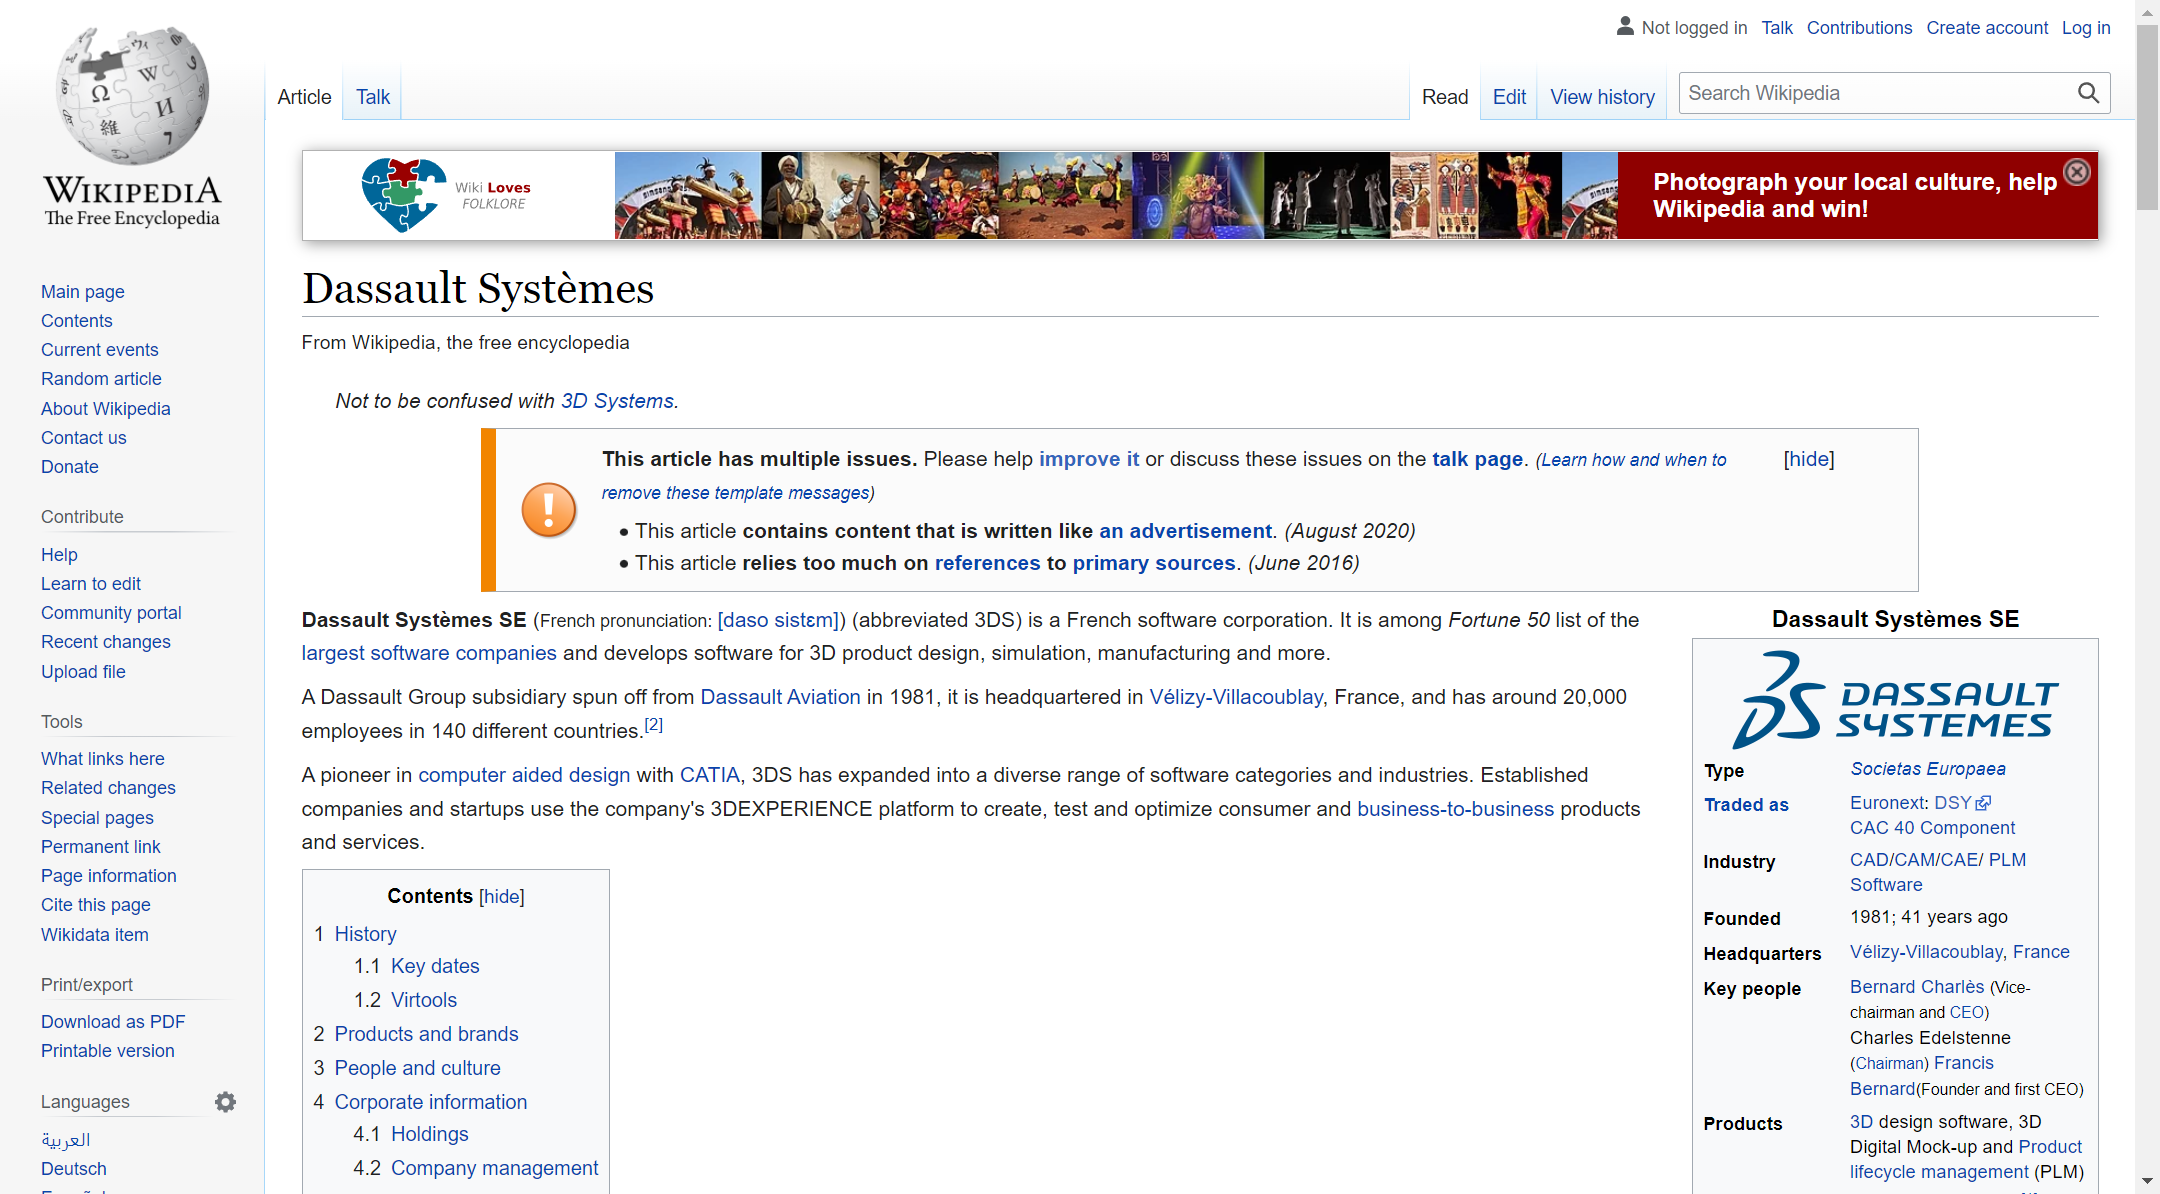 Not logged in Talk Contributions Create account Log in
Article Talk
Read Edit View history Search Wikipedia
WIKIPEDIA
The Free Encyclopedia
Main page
Contents
Current events
Random article
About Wikipedia
Contact us
Donate
Contribute
Help
Learn to edit
Community portal
Recent changes
Upload file
Tools
What links here
Related changes
Special pages
Permanent link
Page information
Cite this page
Wikidata item
Print/export
Download as PDF
Printable version
Languages
العربية
Deutsch
Wiki Loves
FOLKLORE
Photograph your local culture, help
Wikipedia and win!
Dassault Systèmes
From Wikipedia, the free encyclopedia
Not to be confused with 3D Systems.
This article has multiple issues. Please help improve it or discuss these issues on the talk page. (Learn how and when to [hide]
remove these template messages)
• This article contains content that is written like an advertisement. (August 2020)
• This article relies too much on references to primary sources. (June 2016)
Dassault Systèmes SE (French pronunciation: [daso sistɛm]) (abbreviated 3DS) is a French software corporation. It is among Fortune 50 list of the
largest software companies and develops software for 3D product design, simulation, manufacturing and more.
A Dassault Group subsidiary spun off from Dassault Aviation in 1981, it is headquartered in Vélizy-Villacoublay, France, and has around 20,000
employees in 140 different countries.[2]
A pioneer in computer aided design with CATIA, 3DS has expanded into a diverse range of software categories and industries. Established
companies and startups use the company's 3DEXPERIENCE platform to create, test and optimize consumer and business-to-business products
and services.
Contents [hide]
1 History
1.1 Key dates
1.2 Virtools
2 Products and brands
3 People and culture
4 Corporate information
4.1 Holdings
4.2 Company management
Dassault Systèmes SE
3DS DASSAULT
SYSTEMES
Type Societas Europaea
Traded as Euronext: DSY
CAC 40 Component
Industry CAD/CAM/CAE/ PLM
Software
Founded 1981; 41 years ago
Headquarters Vélizy-Villacoublay, France
Key people Bernard Charlès (Vice-
chairman and CEO)
Charles Edelstenne
(Chairman) Francis
Bernard(Founder and first CEO)
Products 3D design software, 3D
Digital Mock-up and Product
lifecycle management (PLM)